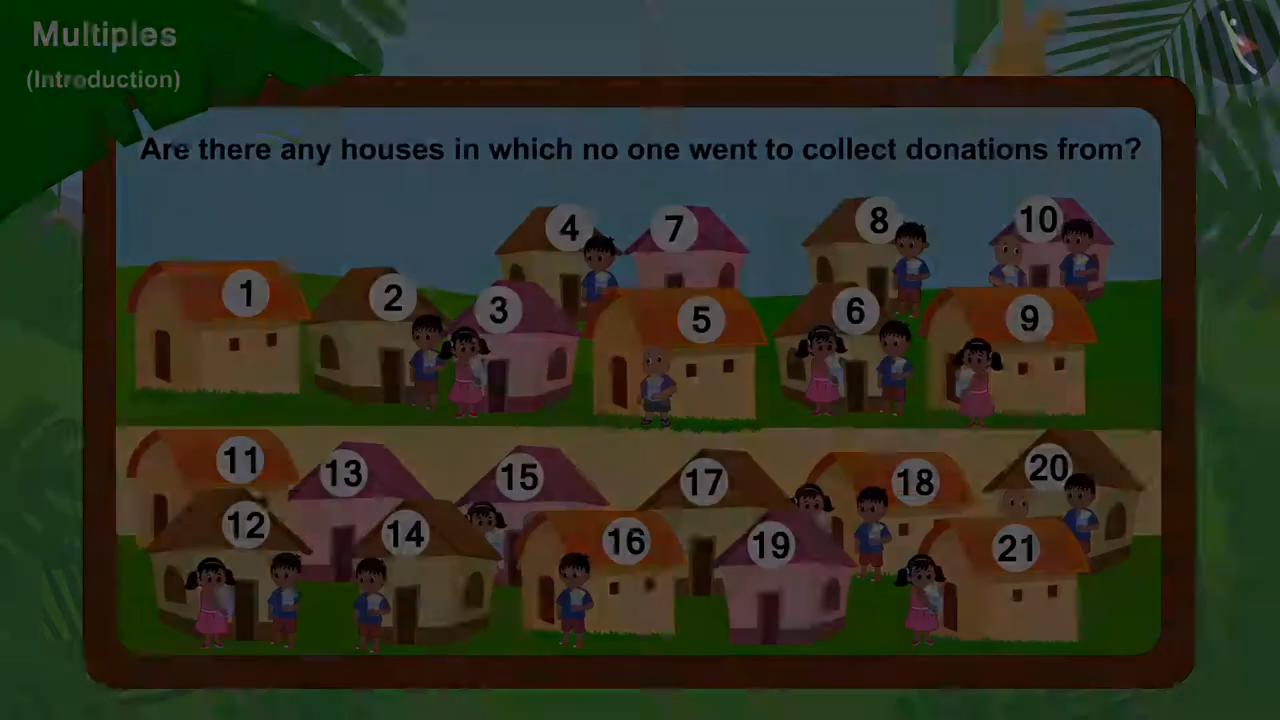 Multiples
(Introduction)
Are there any houses in which no one went to collect donations from?
4 7 8 10
1 2 3 5 6 9
11 13 15 17 18 20
12 14 16 19 21